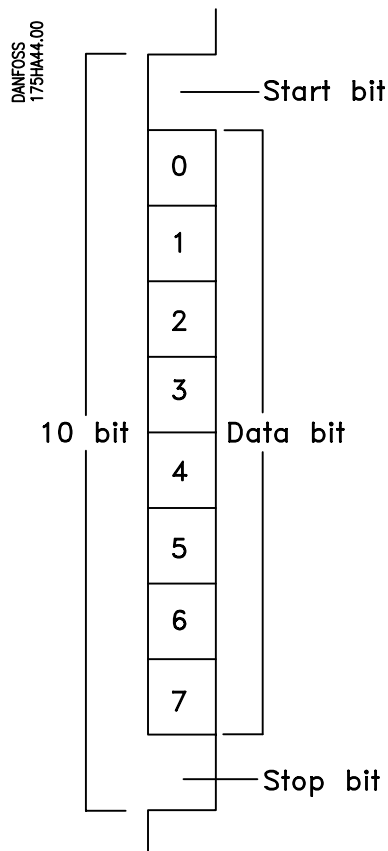 DANFOSS
175HA44.00
Start bit
0
1
2
3
10 bit
Data bit
4
5
6
7
Stop bit